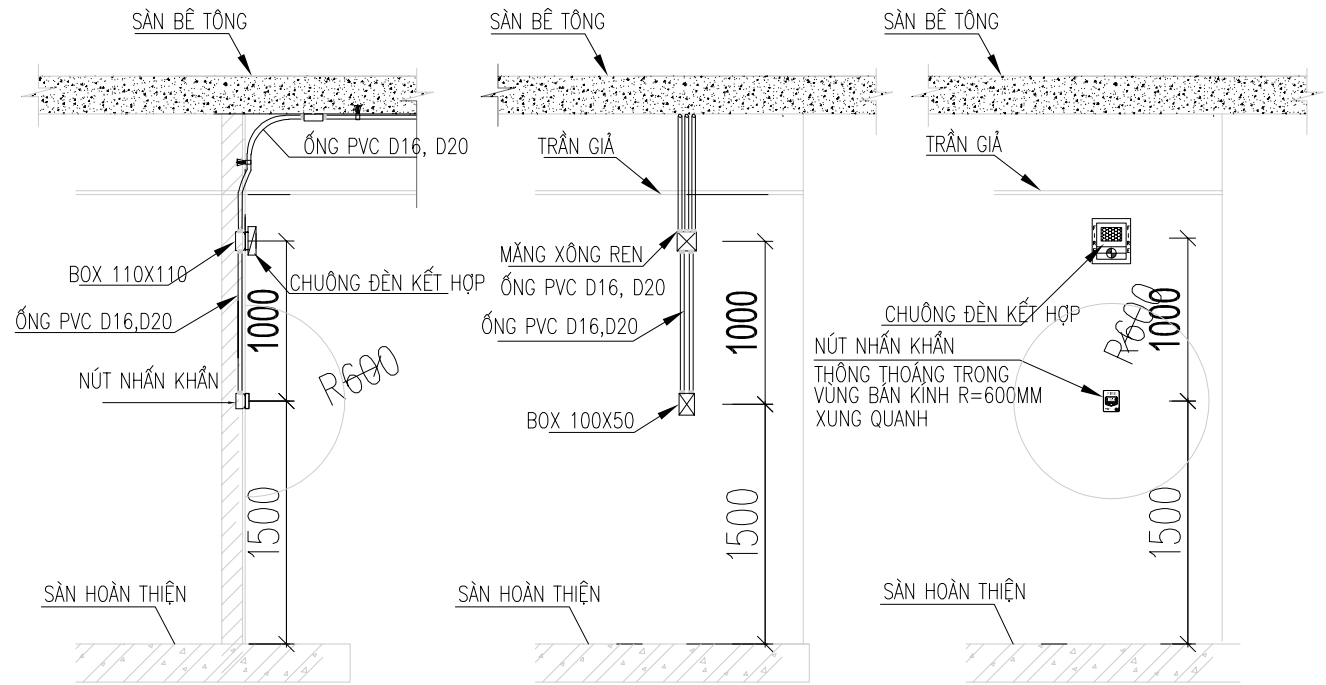 SÀN BÊ TÔNG
ỐNG PVC D16, D20
BOX 110X110
CHUÔNG ĐÈN KẾT HỢP
ỐNG PVC D16,D20
1000
R600
NÚT NHẤN KHẨN
1500
SÀN HOÀN THIỆN
SÀN BÊ TÔNG
TRẦN GIẢ
MĂNG XÔNG REN
ỐNG PVC D16, D20
ỐNG PVC D16,D20
1000
BOX 100X50
1500
SÀN HOÀN THIỆN
SÀN BÊ TÔNG
TRẦN GIẢ
CHUÔNG ĐÈN KẾT HỢP
R600
1000
NÚT NHẤN KHẨN
THÔNG THOÁNG TRONG
VÙNG BÁN KÍNH R=600MM
XUNG QUANH
1500
SÀN HOÀN THIỆN